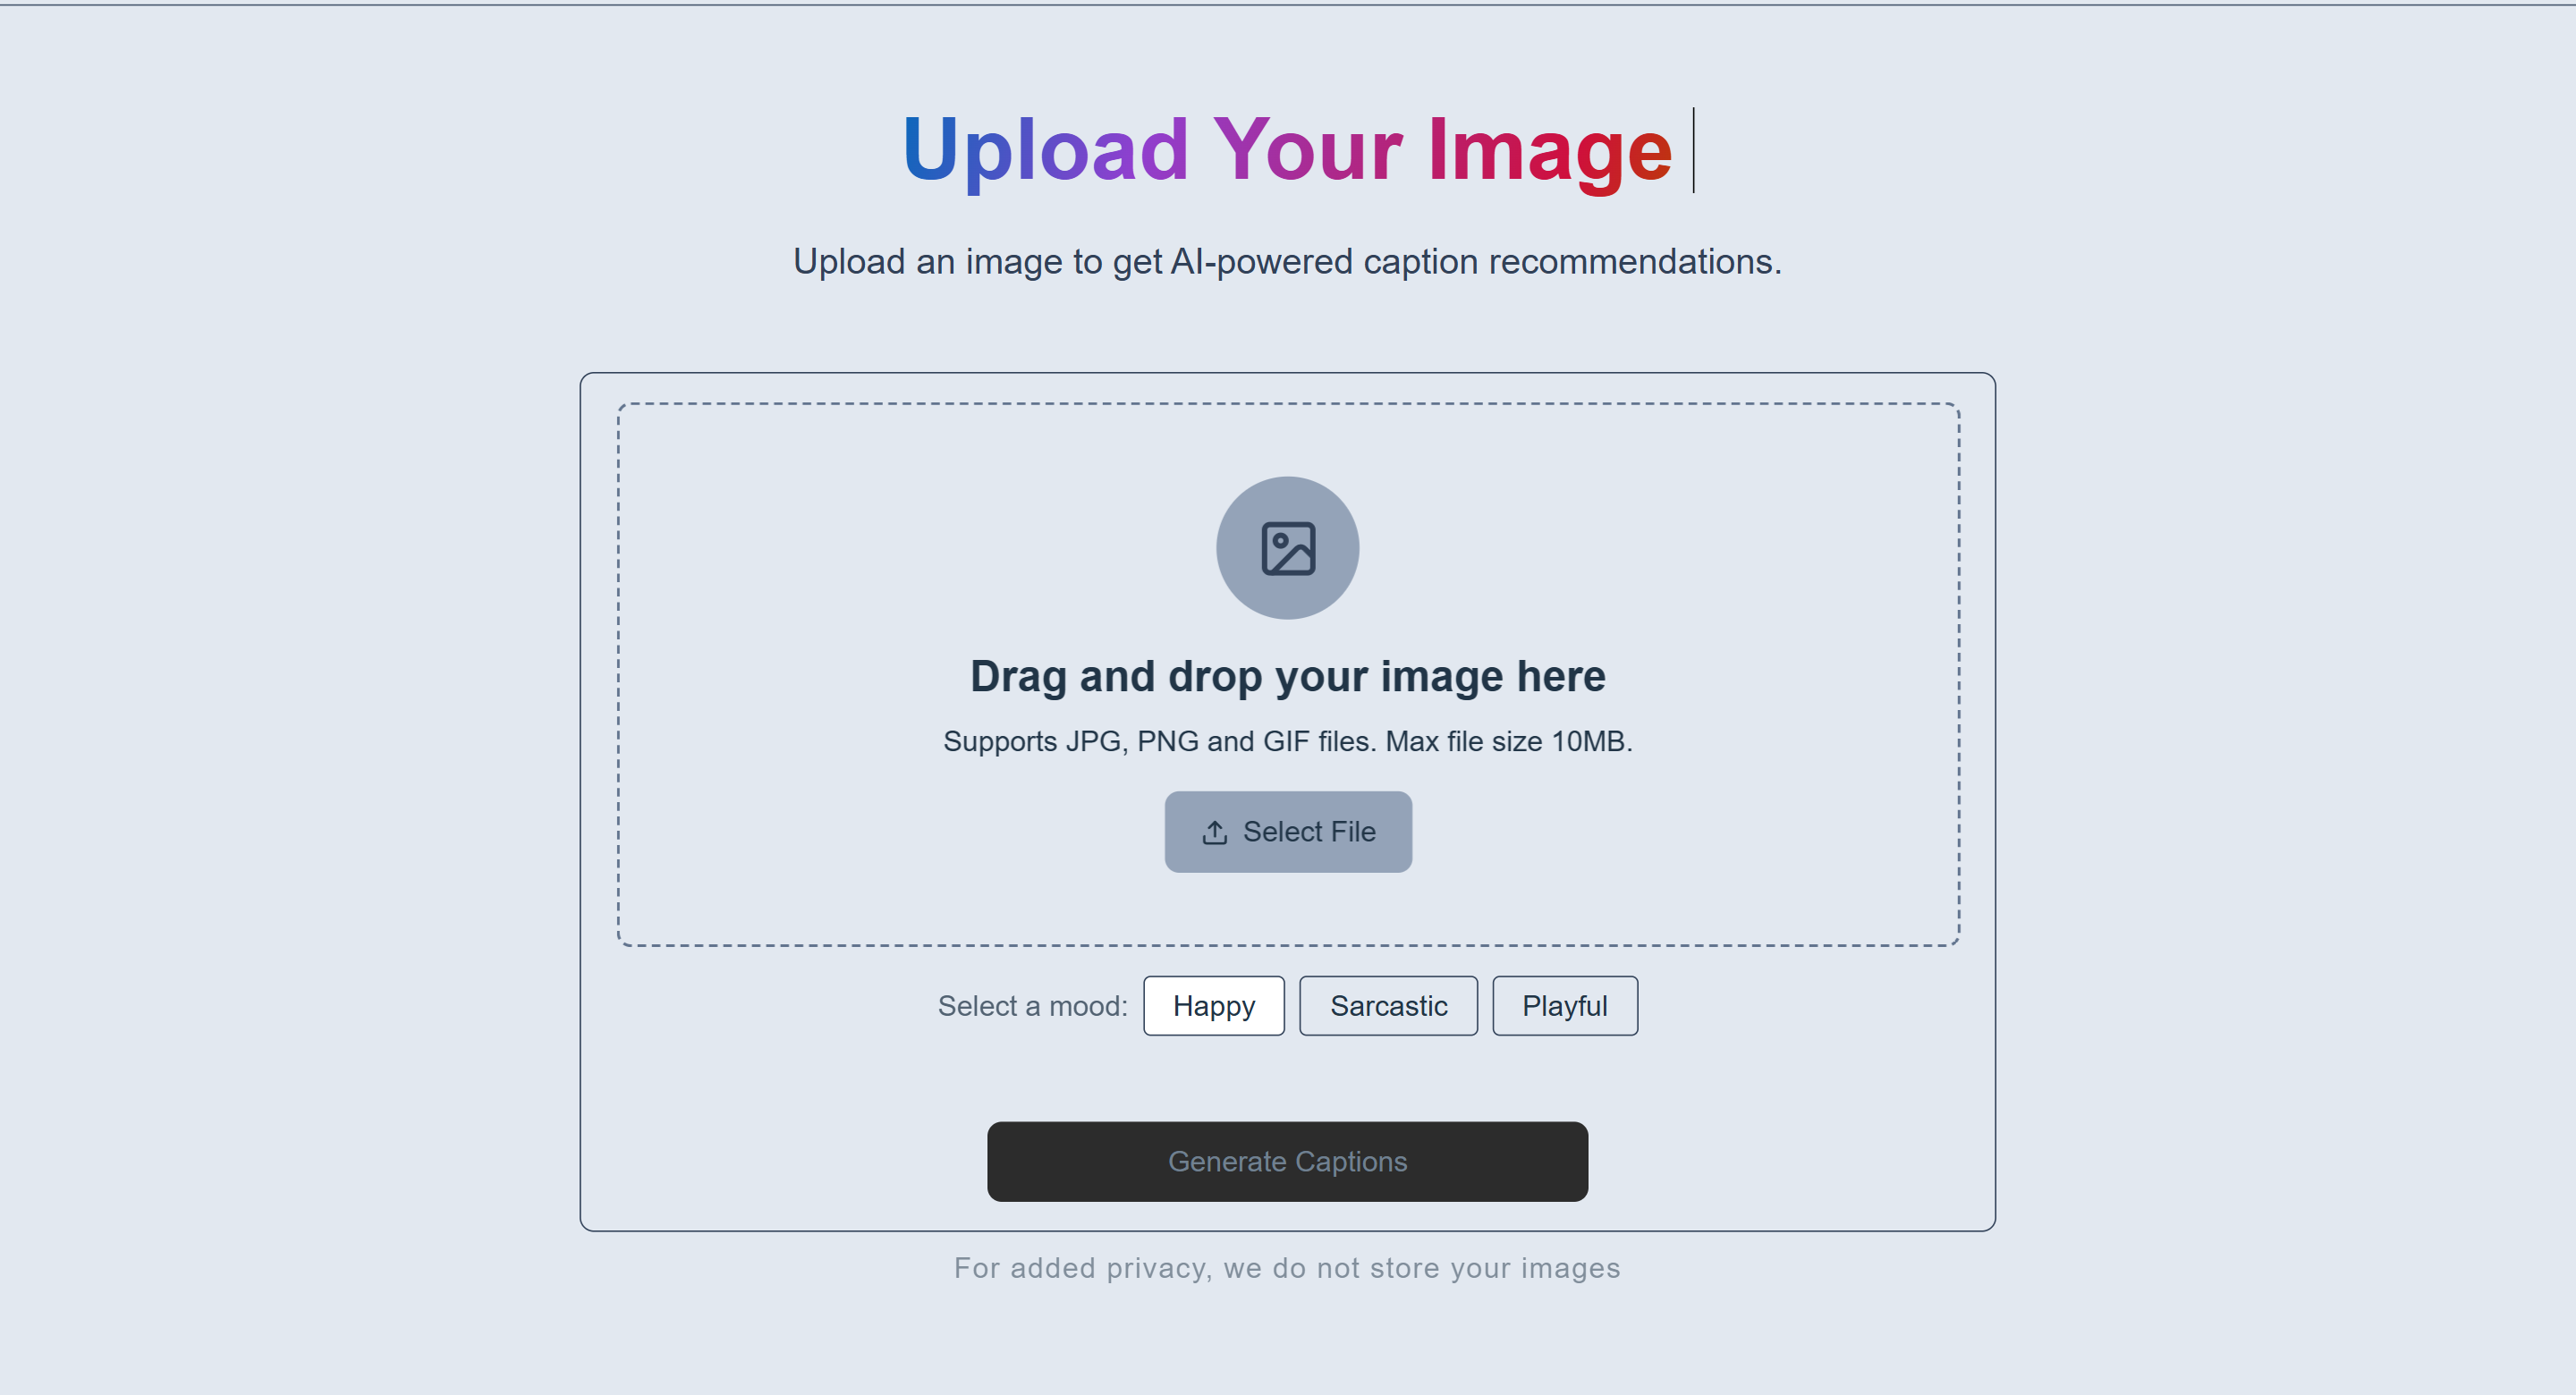 Upload Your Image
Upload an image to get AI-powered caption recommendations.
Drag and drop your image here
Supports JPG, PNG and GIF files. Max file size 10MB.
Select File
Select a mood: Happy Sarcastic Playful
Generate Captions
For added privacy, we do not store your images